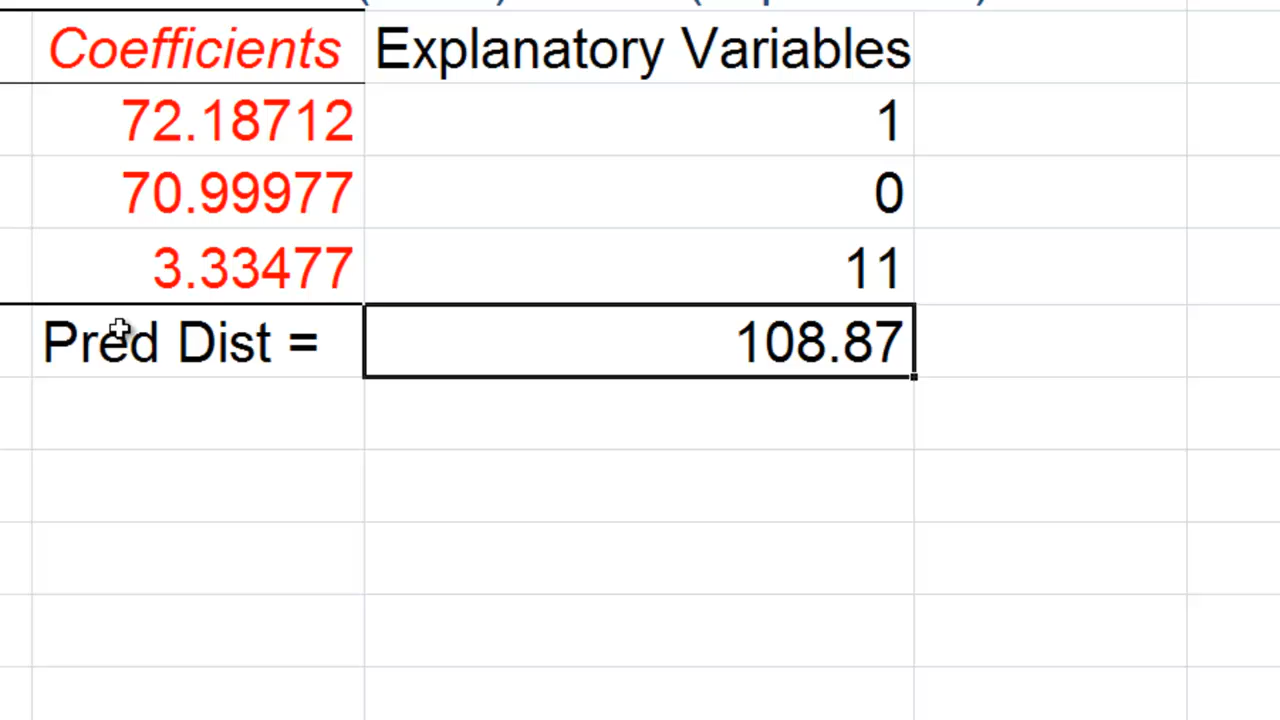 Coefficients Explanatory Variables
72.18712 1
70.99977 0
3.33477 11
Pred Dist = 108.87